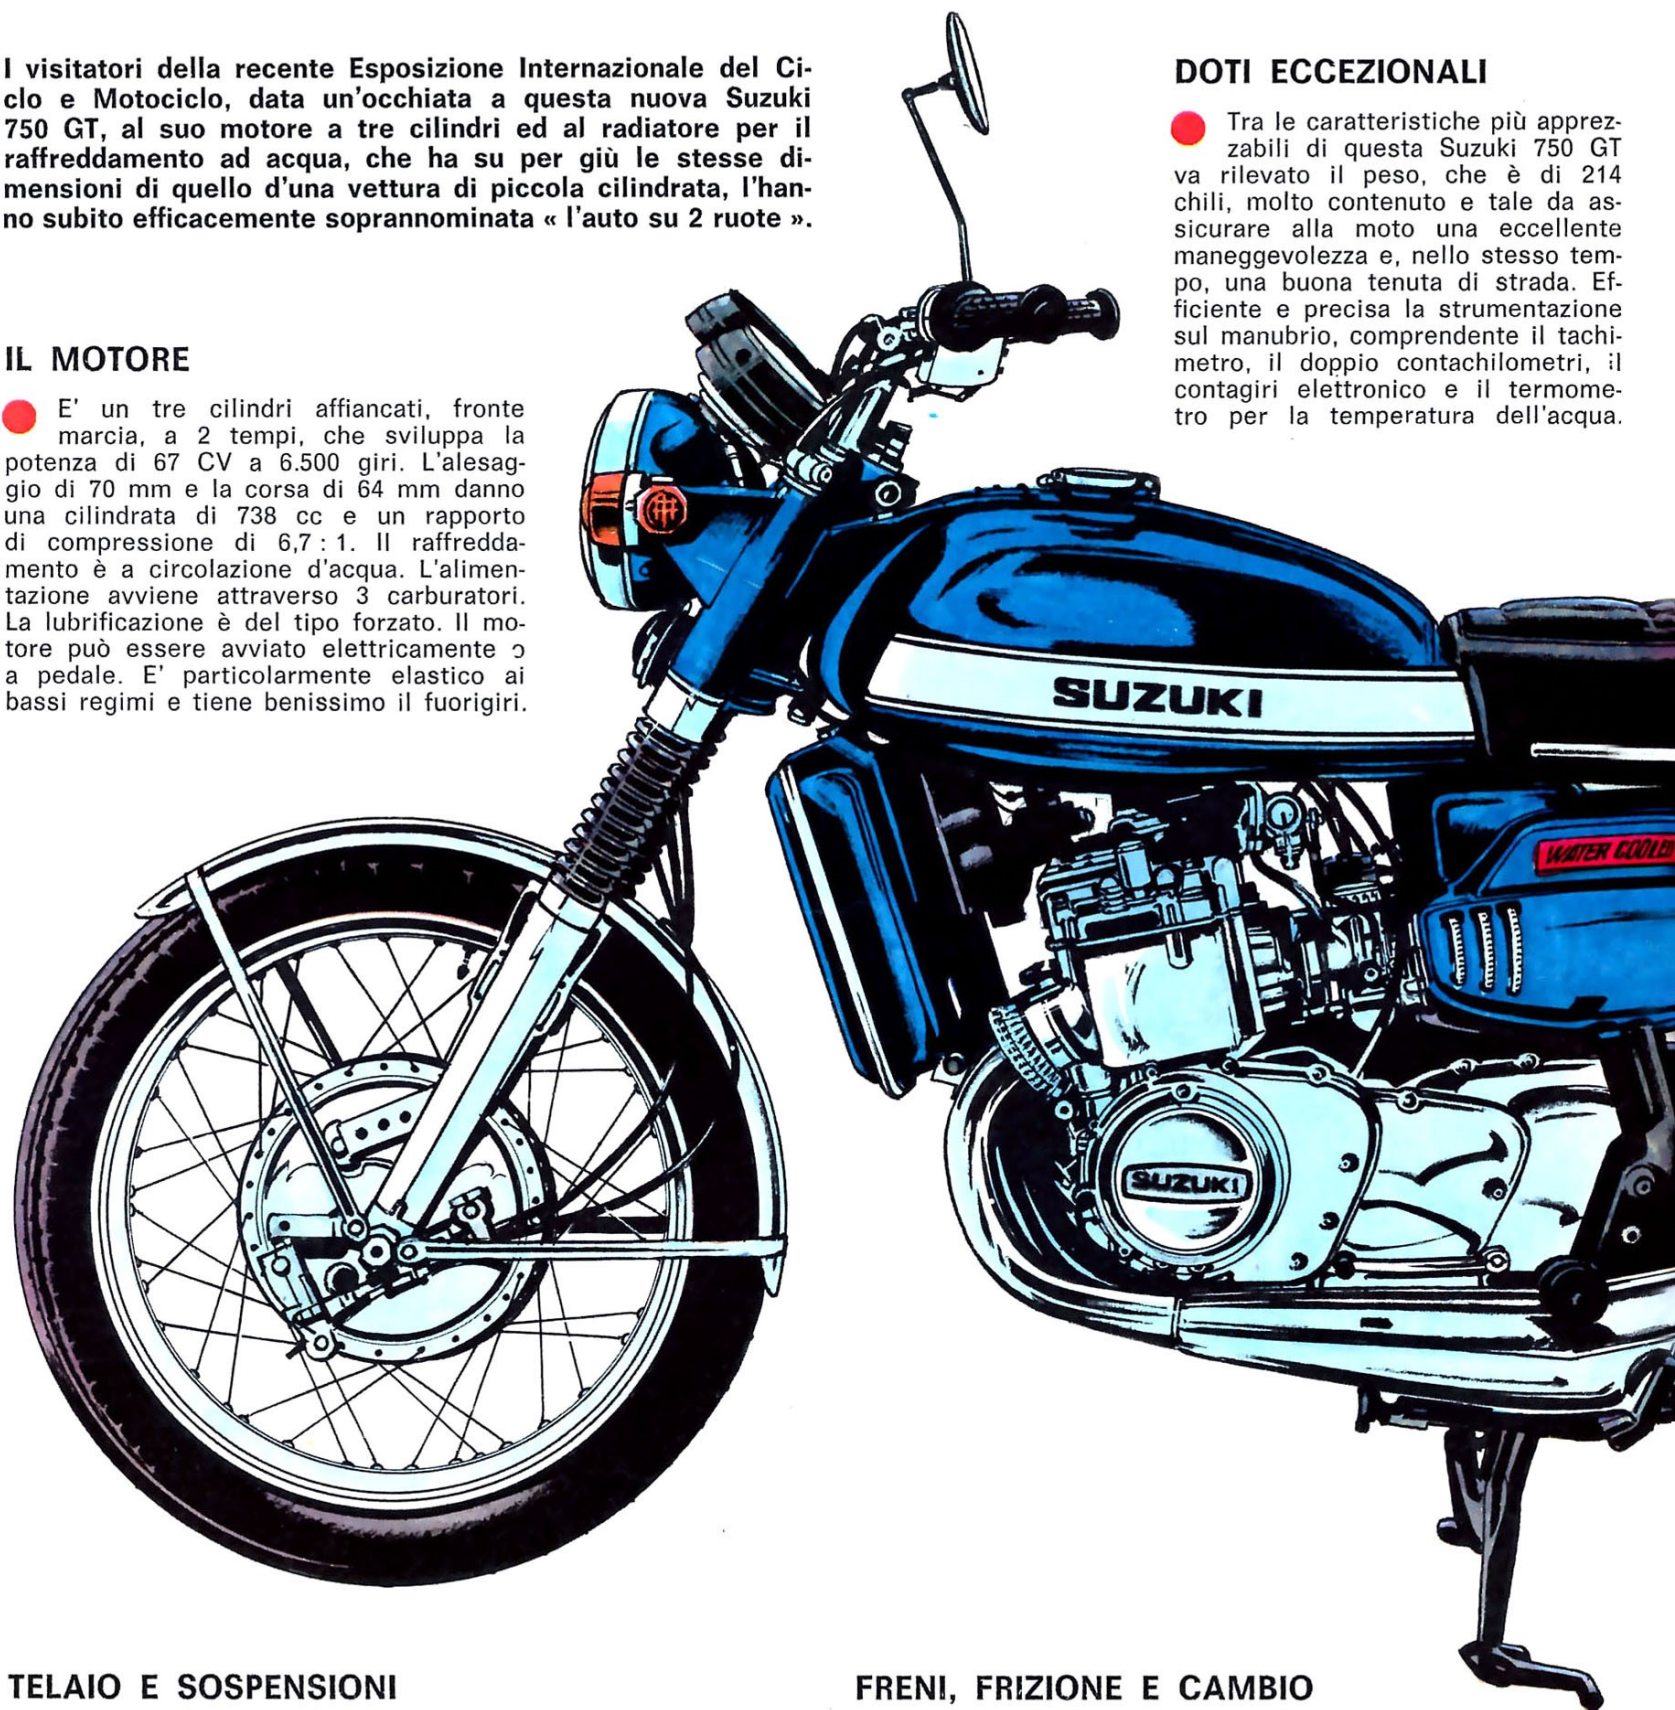 I visitatori della recente Esposizione Internazionale del Ci-
clo e Motociclo, data un'occhiata a questa nuova Suzuki
750 GT, al suo motore a tre cilindri ed al radiatore per il
raffreddamento ad acqua, che ha su per giù le stesse di-
mensioni di quello d'una vettura di piccola cilindrata, l'han-
no subito efficacemente soprannominata « l'auto su 2 ruote ».
DOTI ECCEZIONALI
Tra le caratteristiche più apprez-
zabili di questa Suzuki 750 GT
va rilevato il peso, che è di 214
chili, molto contenuto e tale da as-
sicurare alla moto una eccellente
maneggevolezza e, nello stesso tem-
po, una buona tenuta di strada. Ef-
ficiente e precisa la strumentazione
sul manubrio, comprendente il tachi-
metro, il doppio contachilometri, il
contagiri elettronico e il termome-
tro per la temperatura dell'acqua.
IL MOTORE
E' un tre cilindri affiancati, fronte
marcia, a 2 tempi, che sviluppa la
potenza di 67 CV a 6.500 giri. L'alesag-
gio di 70 mm e la corsa di 64 mm danno
una cilindrata di 738 cc e un rapporto
di compressione di 6,7 : 1. Il raffredda-
mento è a circolazione d'acqua. L'alimen-
tazione avviene attraverso 3 carburatori.
La lubrificazione è del tipo forzato. Il mo-
tore può essere avviato elettricamente o
a pedale. E' particolarmente elastico ai
bassi regimi e tiene benissimo il fuorigiri.
SUZUKI
WATER COOLED
SUZUKI
TELAIO E SOSPENSIONI
FRENI, FRIZIONE E CAMBIO